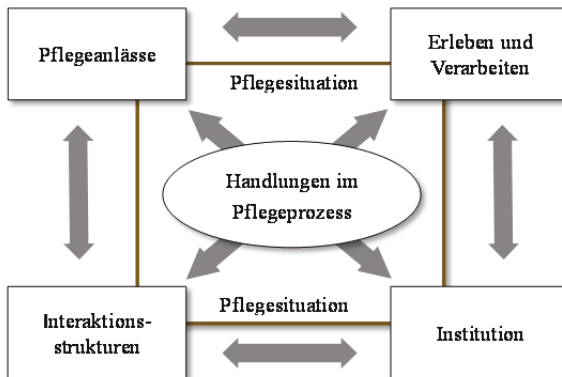 Pflegeanlässe
Erleben und
Verarbeiten
Pflegesituation
Handlungen im
Pflegeprozess
Pflegesituation
Interaktions-
strukturen
Institution